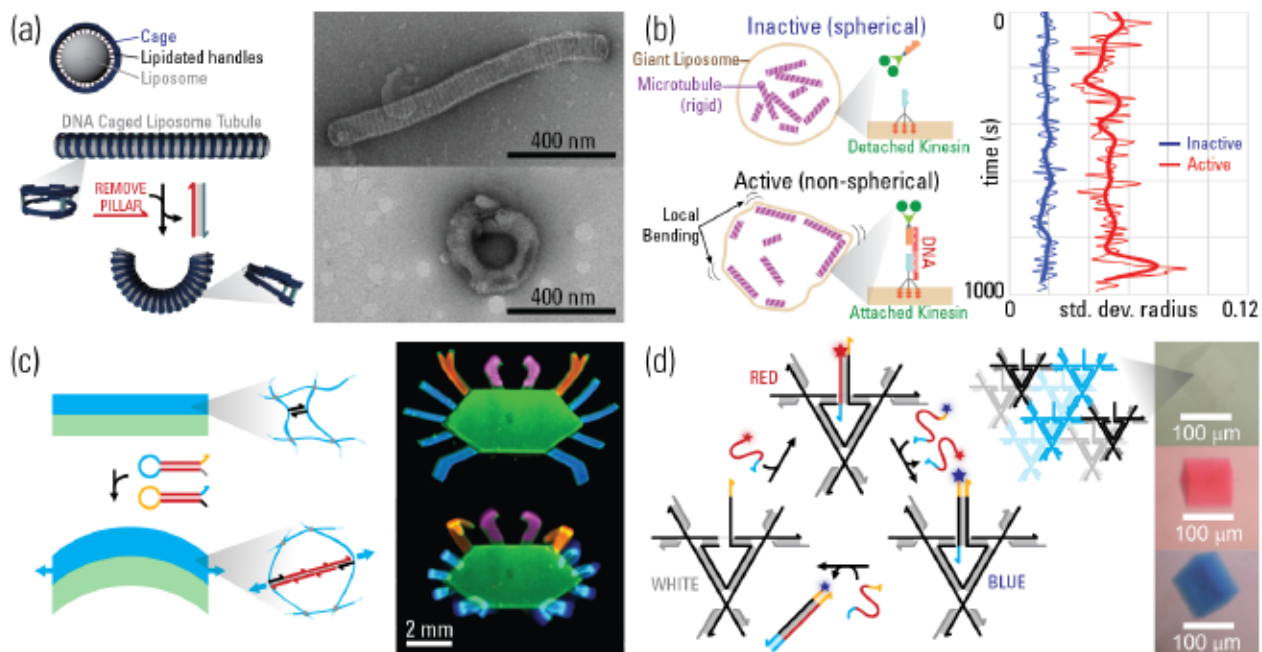 (a)
Cage
Lipidated handles
Liposome
DNA Caged Liposome Tubule
REMOVE
PILLAR
400 nm
400 nm
(b)
Inactive (spherical)
Giant Liposome
Microtubule
(rigid)
Detached Kinesin
Active (non-spherical)
Local
Bending
DNA
Attached Kinesin
0
time (s)
Inactive
Active
1000
0
std. dev. radius
0.12
(c)
2 mm
(d)
RED
WHITE
BLUE
100 μm
100 μm
100 μm